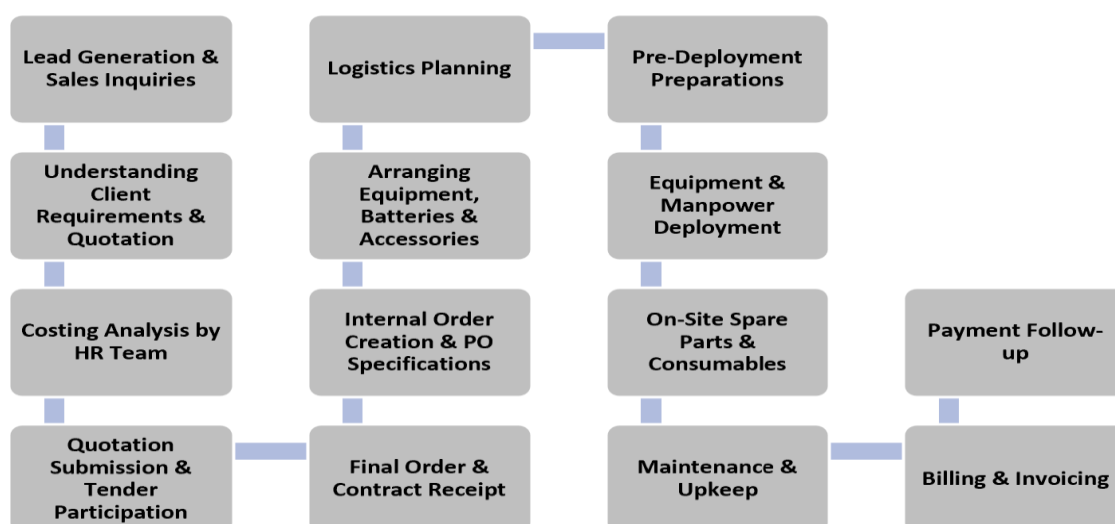 Lead Generation &
Sales Inquiries
Understanding
Client
Requirements &
Quotation
Costing Analysis by
HR Team
Quotation
Submission &
Tender
Participation
Final Order &
Contract Receipt
Internal Order
Creation & PO
Specifications
Arranging
Equipment,
Batteries &
Accessories
Logistics Planning
Pre-Deployment
Preparations
Equipment &
Manpower
Deployment
On-Site Spare
Parts &
Consumables
Maintenance &
Upkeep
Billing & Invoicing
Payment Follow-
up